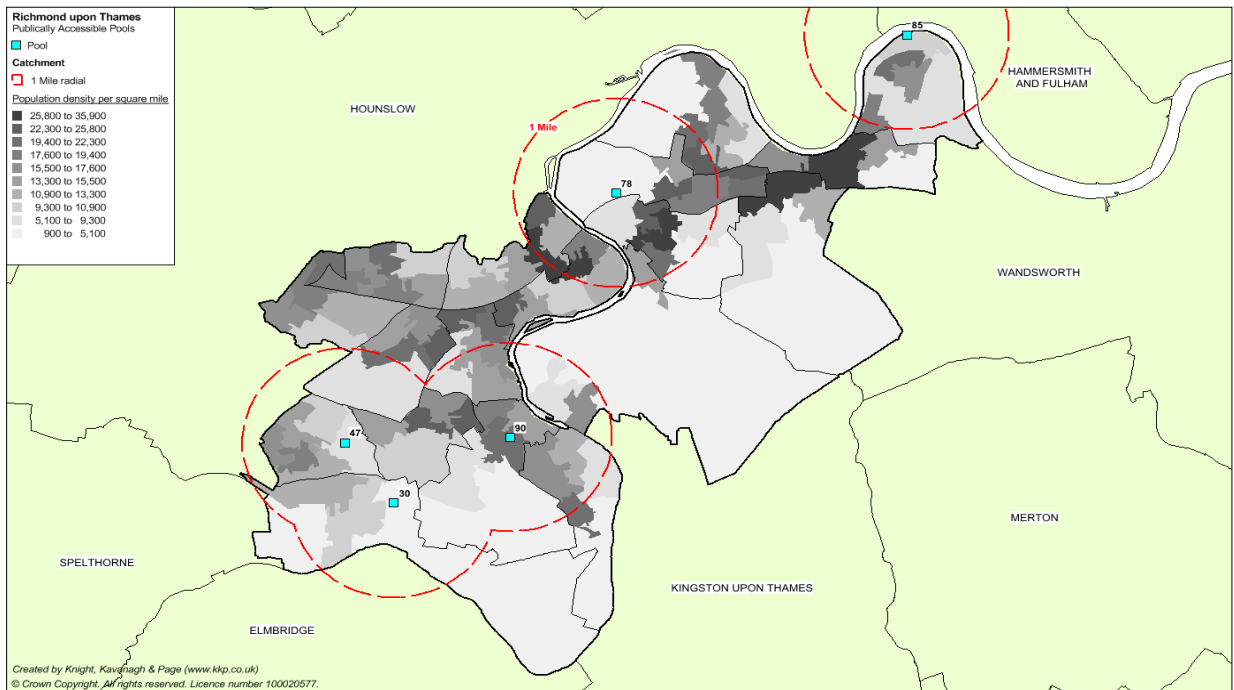 Richmond upon Thames
Publically Accessible Pools
Pool
Catchment
1 Mile radial
Population density per square mile
25,800 to 35,900
22,300 to 25,800
19,400 to 22,300
17,600 to 19,400
15,500 to 17,600
13,300 to 15,500
10,900 to 13,300
9,300 to 10,900
5,100 to 9,300
900 to 5,100
85
HAMMERSMITH
AND FULHAM
HOUNSLOW
1 Mile
78
WANDSWORTH
47
90
30
MERTON
SPELTHORNE
KINGSTON UPON THAMES
ELMBRIDGE
Created by Knight, Kavanagh & Page (www.kkp.co.uk)
© Crown Copyright. All rights reserved. Licence number 100020577.